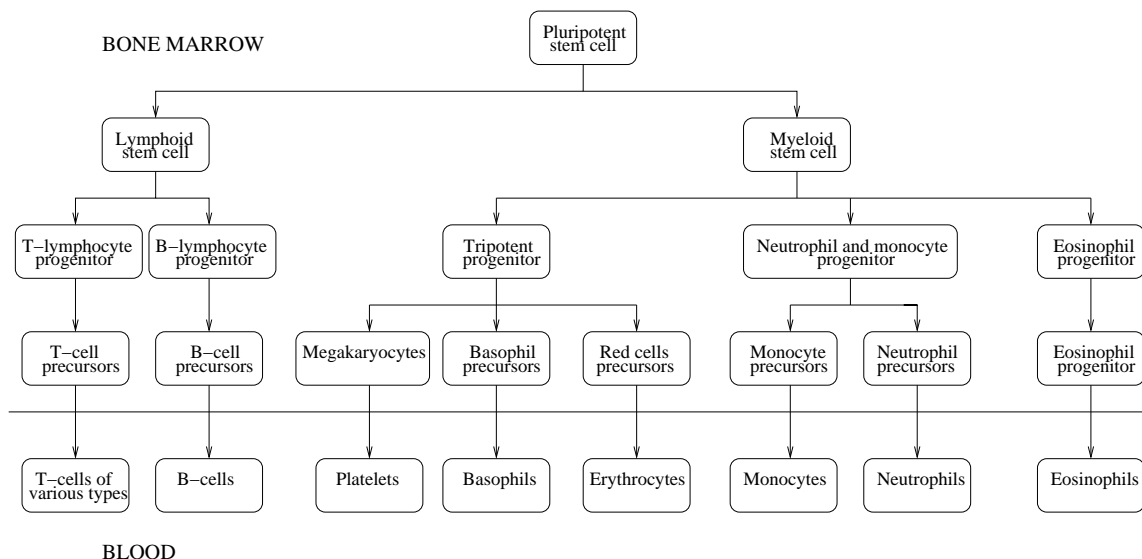 BONE MARROW
Pluripotent
stem cell
Lymphoid
stem cell
Myeloid
stem cell
T−lymphocyte
progenitor
B−lymphocyte
progenitor
Tripotent
progenitor
Neutrophil and monocyte
progenitor
Eosinophil
progenitor
T−cell
precursors
B−cell
precursors
Megakaryocytes
Basophil
precursors
Red cells
precursors
Monocyte
precursors
Neutrophil
precursors
Eosinophil
progenitor
T−cells of
various types
B−cells
Platelets
Basophils
Erythrocytes
Monocytes
Neutrophils
Eosinophils
BLOOD